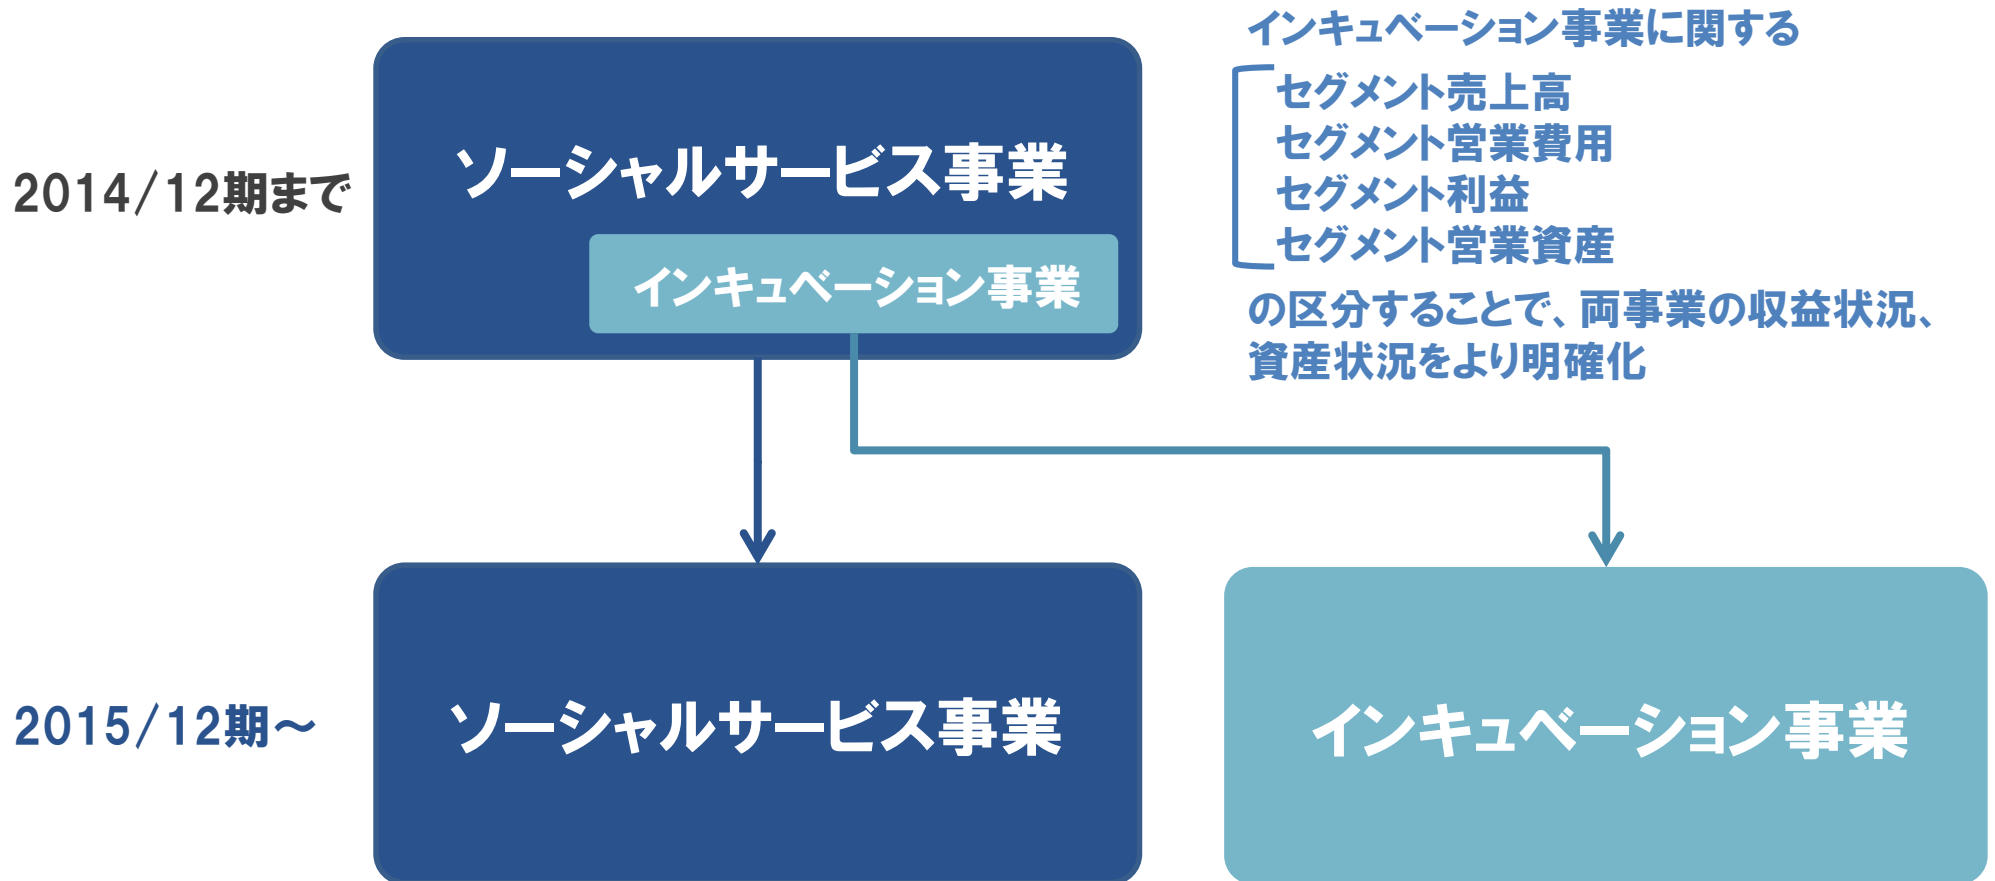 インキュベーション事業に関する
セグメント売上高
セグメント営業費用
セグメント利益
セグメント営業資産
の区分することで、両事業の収益状況、
資産状況をより明確化
2014/12期まで
ソーシャルサービス事業
インキュベーション事業
2015/12期～
ソーシャルサービス事業
インキュベーション事業